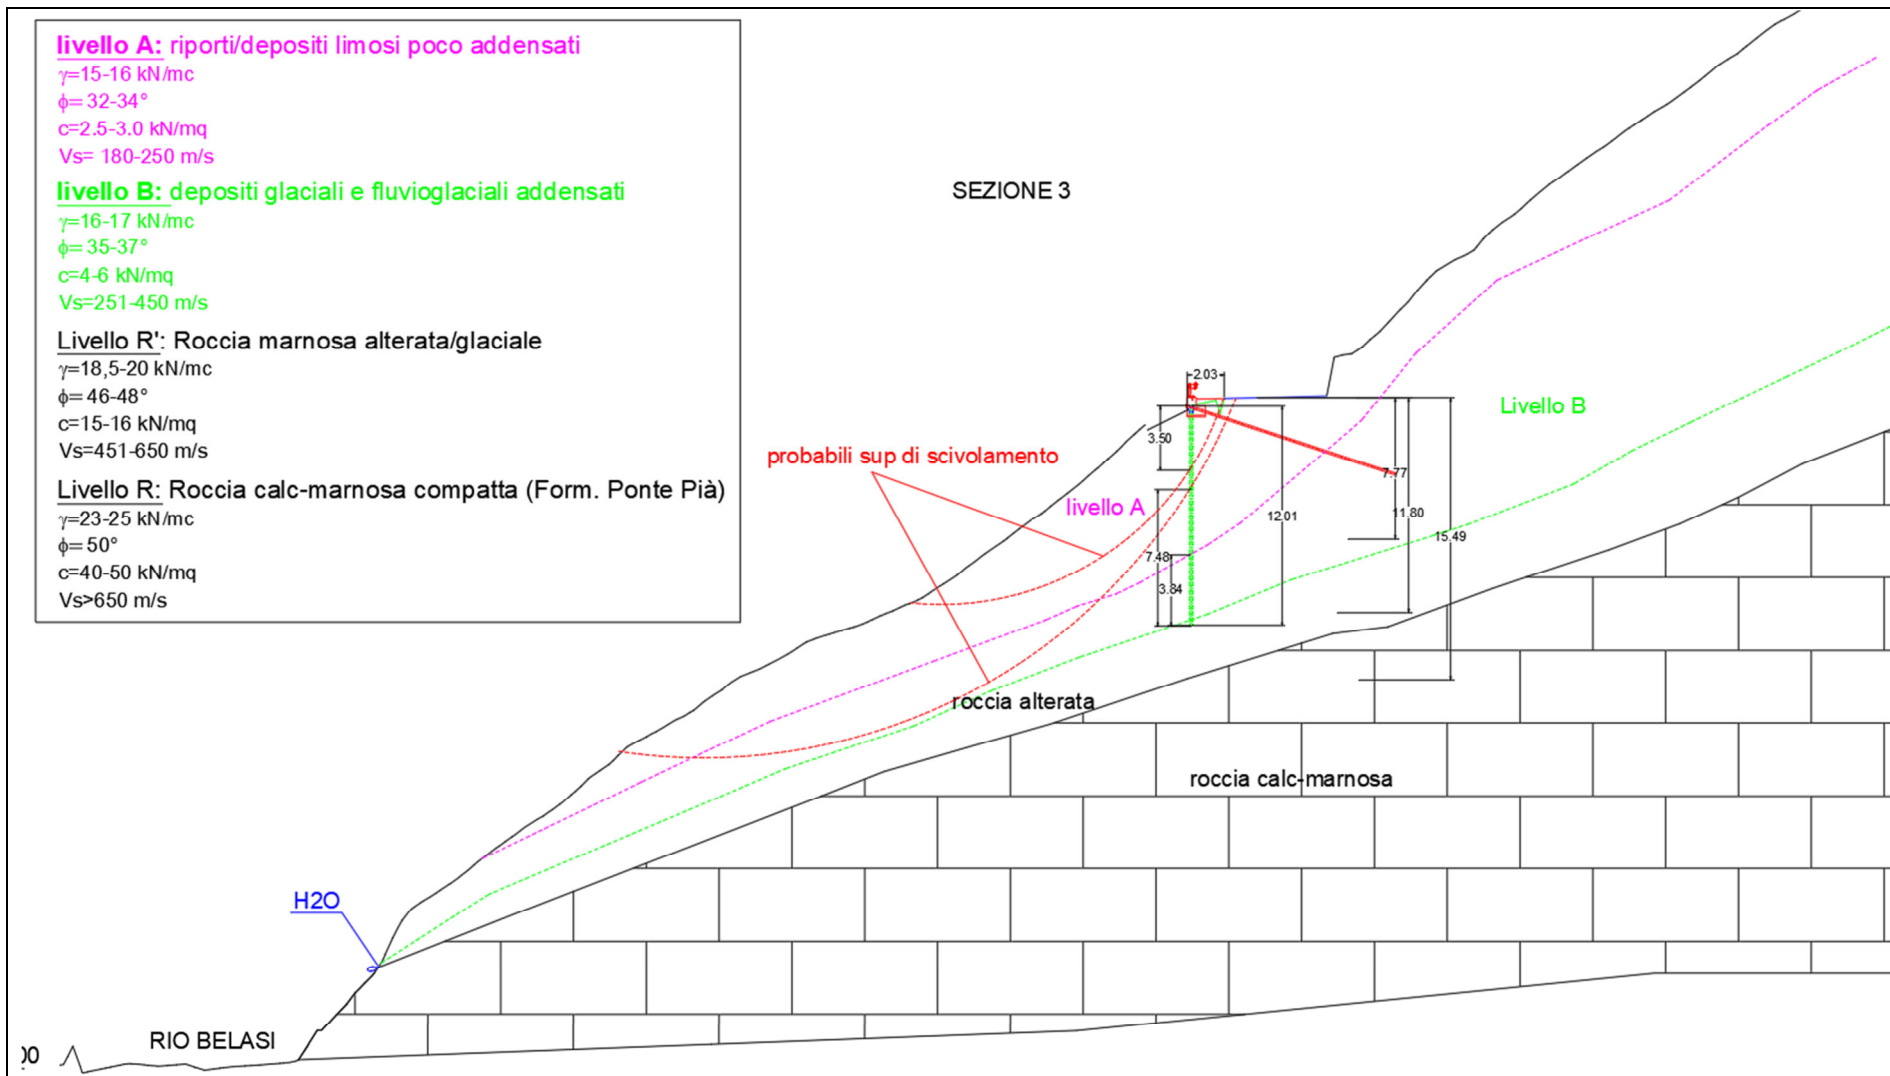 livello A: riporti/depositi limosi poco addensati
γ=15-16 kN/mc
ϕ= 32-34°
c=2.5-3.0 kN/mq
Vs= 180-250 m/s
livello B: depositi glaciali e fluvioglaciali addensati
γ=16-17 kN/mc
ϕ= 35-37°
c=4-6 kN/mq
Vs=251-450 m/s
Livello R': Roccia marnosa alterata/glaciale
γ=18,5-20 kN/mc
ϕ= 46-48°
c=15-16 kN/mq
Vs=451-650 m/s
Livello R: Roccia calc-marnosa compatta (Form. Ponte Pià)
γ=23-25 kN/mc
ϕ= 50°
c=40-50 kN/mq
Vs>650 m/s
SEZIONE 3
2.03
Livello B
3.50
probabili sup di scivolamento
7.77
livello A
12.01
11.80
15.49
7.48
3.84
roccia alterata
roccia calc-marnosa
H2O
RIO BELASI